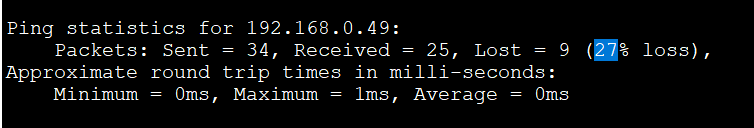 Ping statistics for 192.168.0.49:
Packets: Sent = 34, Received = 25, Lost = 9 (27% loss),
Approximate round trip times in milli-seconds:
Minimum = 0ms, Maximum = 1ms, Average = 0ms